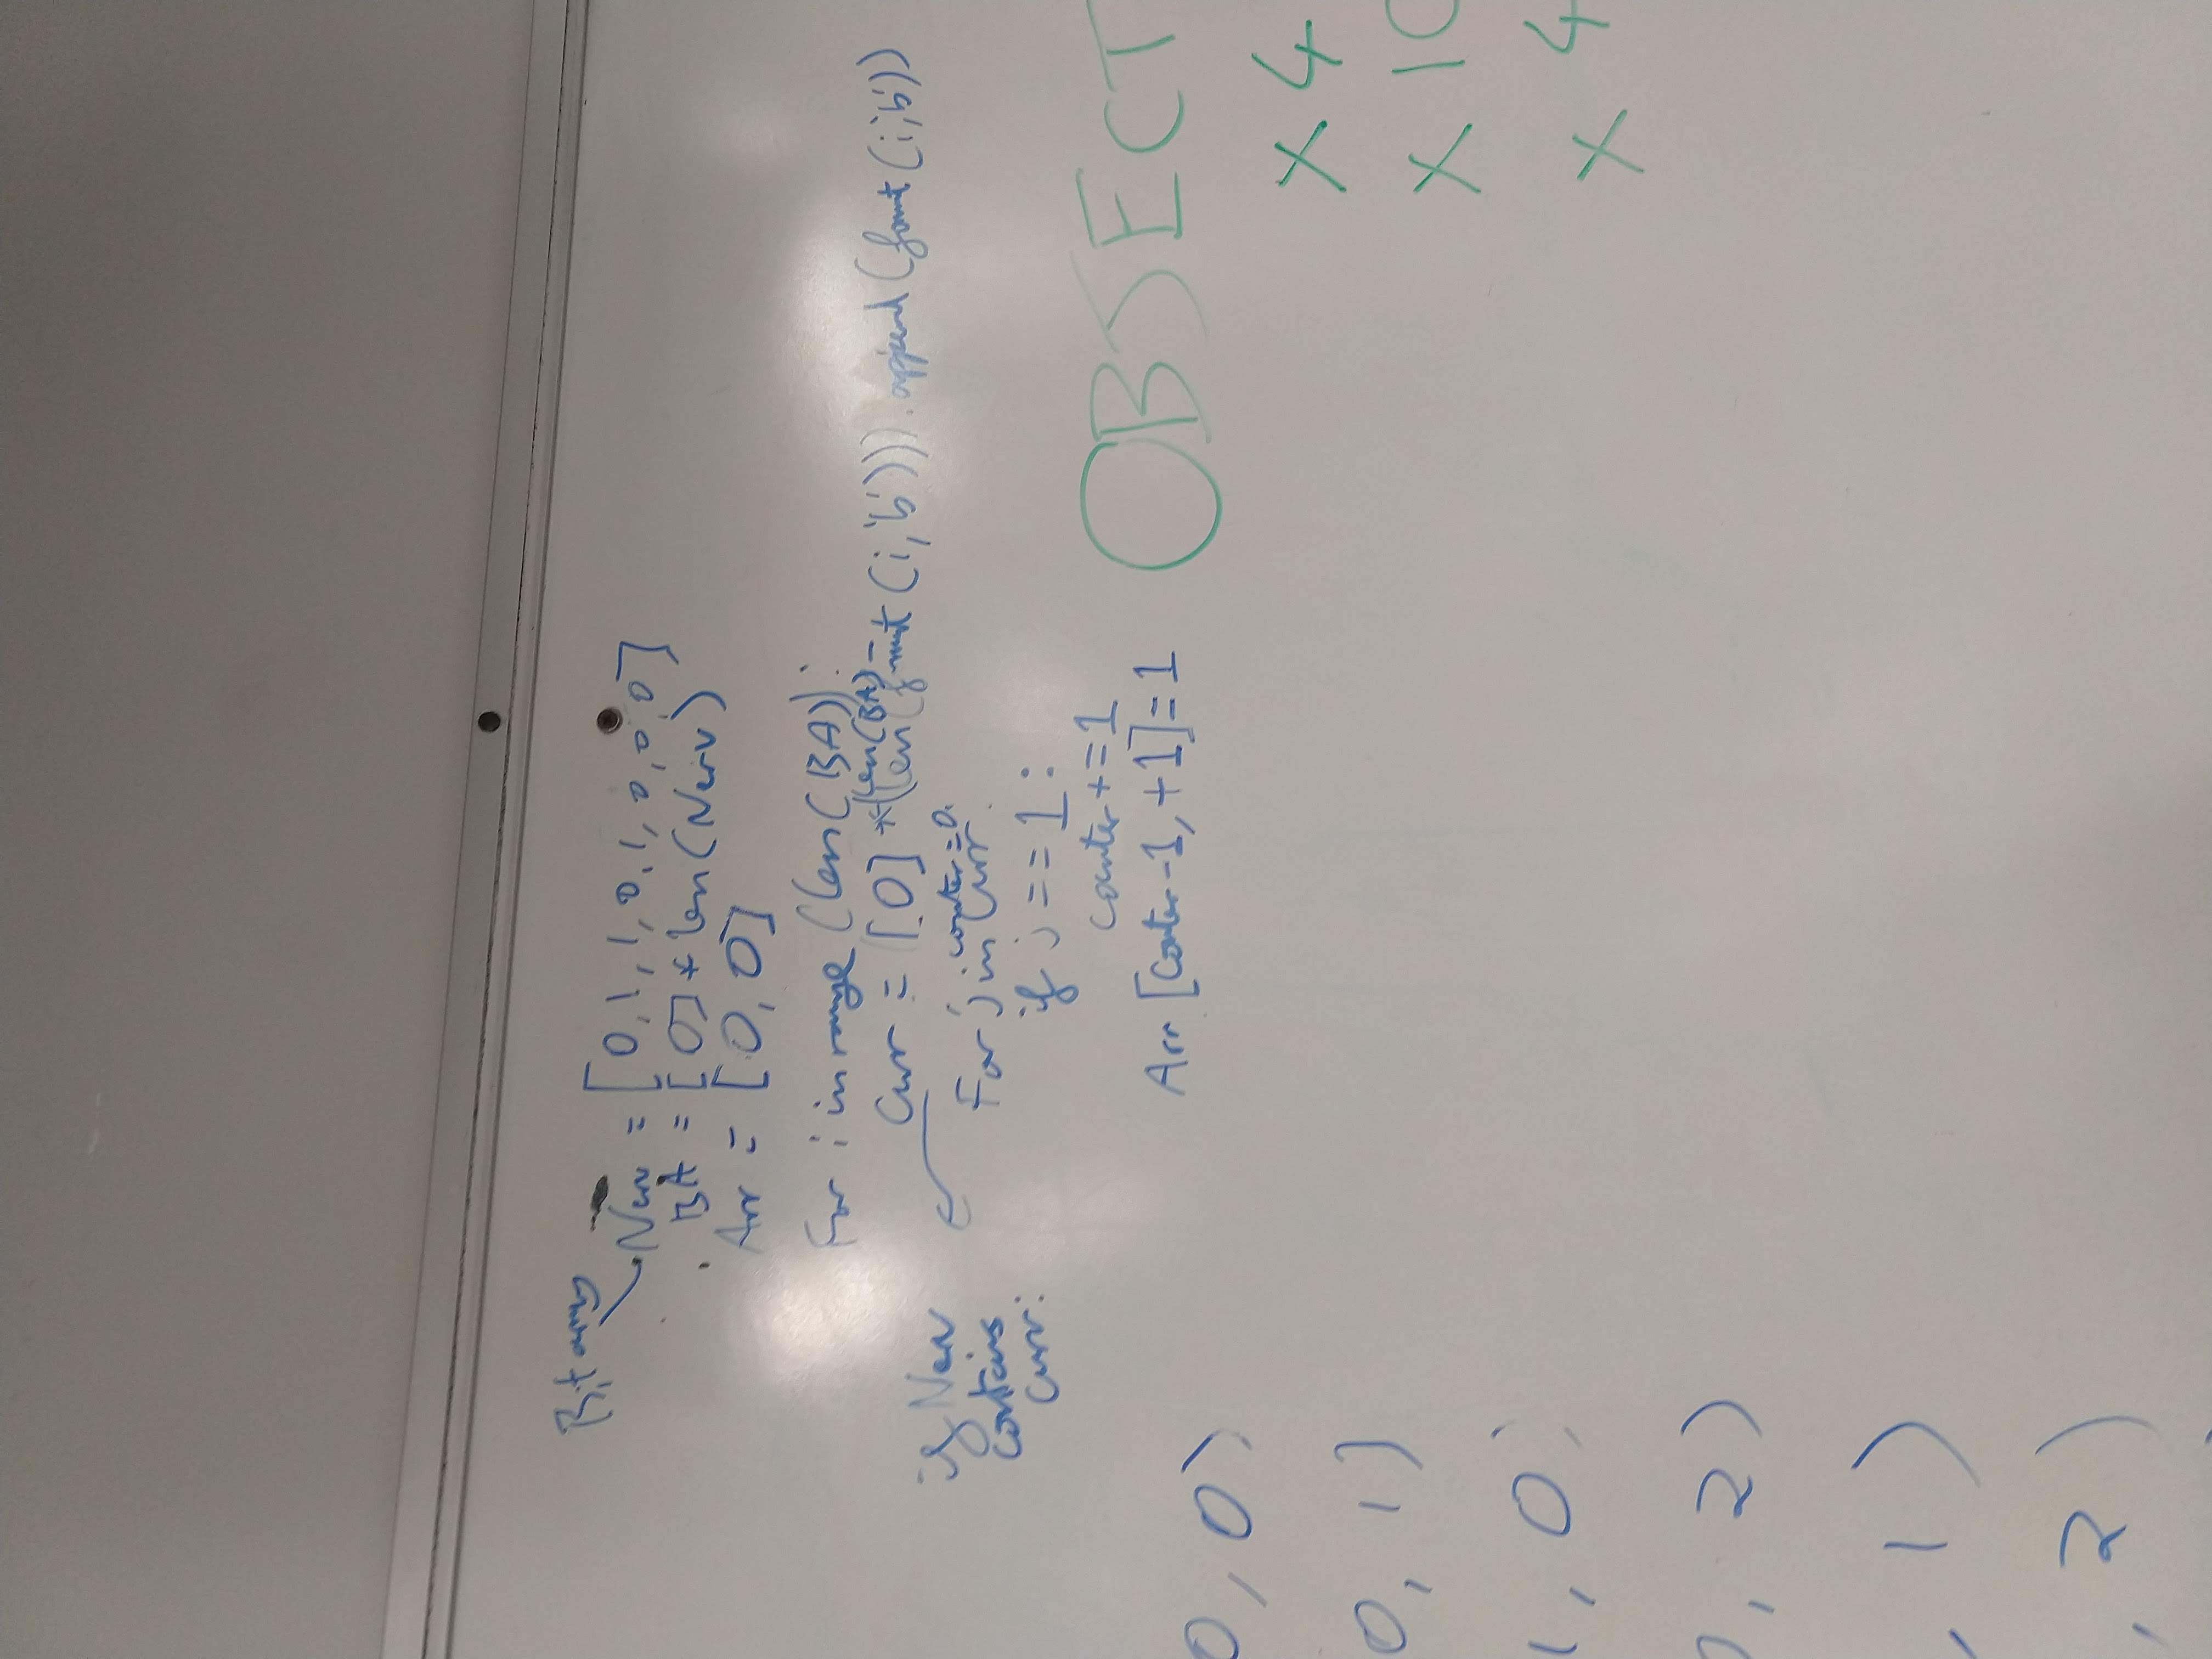 Bit array
Nerv = [0,1,1,0,1,0,0,0]
BA = [0] * len(Nerv)
Arr = [0,0]
For i in range (len(BA)):
Curr = [0] * (len(BA) - (len(format(i,'b'))).append(format(i,'b'))
if Nerv
contains
Curr:
counter = 0
For j in Curr:
if j == 1:
counter += 1
Arr [counter-1, +1] = 1
OBJECT
0, 0)
0, 1)
1, 0)
0, 2)
, 1)
, 2)
x 4
x 10
x 4